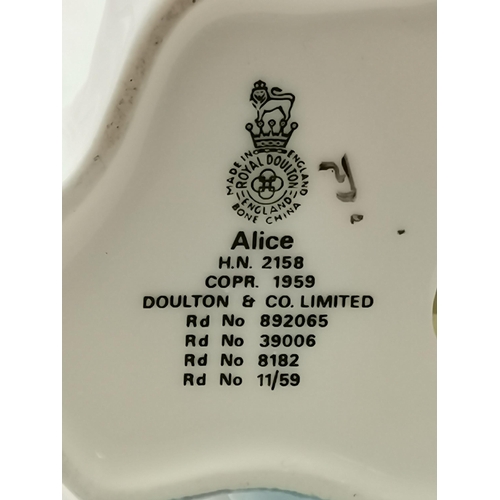 MADE IN ENGLAND
ROYAL DOULTON
ENGLAND
BONE CHINA
Alice
H.N. 2158
COPR. 1959
DOULTON & CO. LIMITED
Rd No 892065
Rd No 39006
Rd No 8182
Rd No 11/59